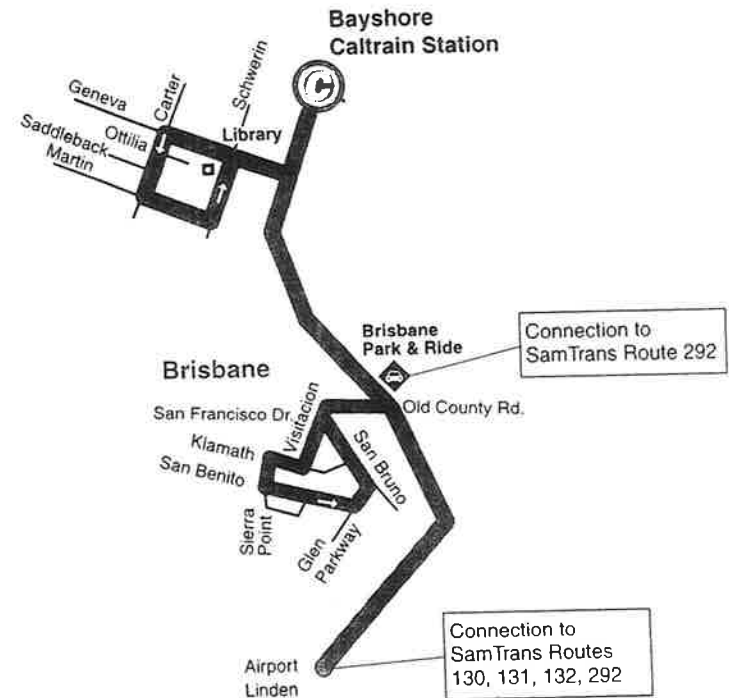 Bayshore
Caltrain Station
C
Schwerin
Carter
Geneva
Library
Ottilia
Saddleback
Martin
Brisbane
Park & Ride
Connection to
SamTrans Route 292
Brisbane
Old County Rd.
San Francisco Dr.
Visitacion
Klamath
San Bruno
San Benito
Sierra
Point
Glen
Parkway
Airport
Linden
Connection to
SamTrans Routes
130, 131, 132, 292